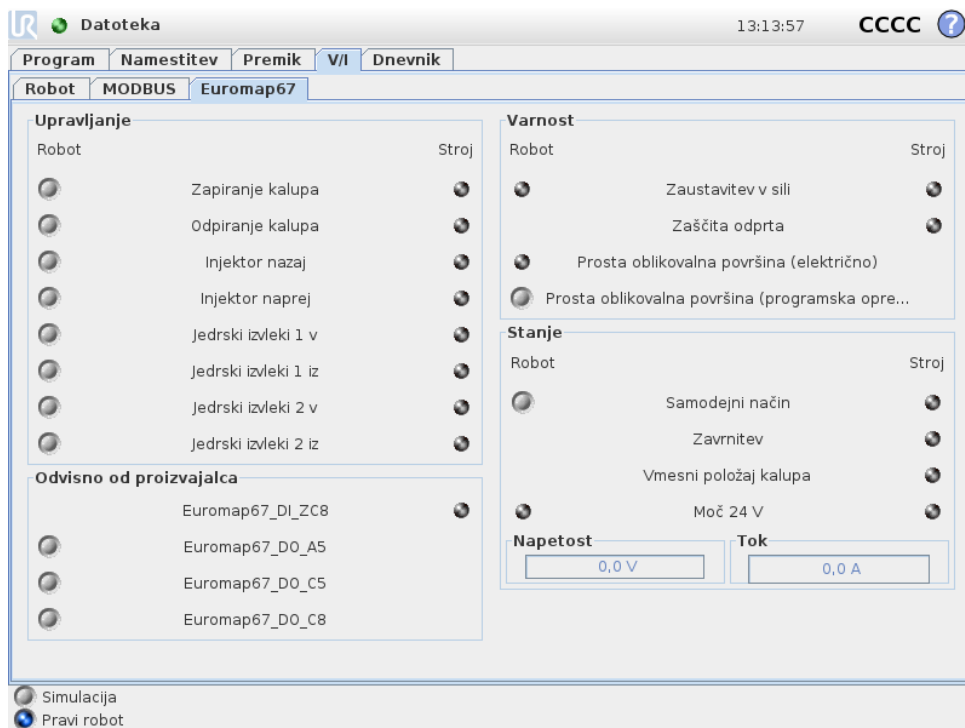 UR Datoteka 13:13:57 CCCC ?
Program Namestitev Premik V/I Dnevnik
Robot MODBUS Euromap67
Upravljanje
Robot Stroj
Zapiranje kalupa
Odpiranje kalupa
Injektor nazaj
Injektor naprej
Jedrski izvleki 1 v
Jedrski izvleki 1 iz
Jedrski izvleki 2 v
Jedrski izvleki 2 iz
Odvisno od proizvajalca
Euromap67_DI_ZC8
Euromap67_DO_A5
Euromap67_DO_C5
Euromap67_DO_C8
Varnost
Robot Stroj
Zaustavitev v sili
Zaščita odprta
Prosta oblikovalna površina (električno)
Prosta oblikovalna površina (programska opre...
Stanje
Robot Stroj
Samodejni način
Zavrnitev
Vmesni položaj kalupa
Moč 24 V
Napetost Tok
0,0 V 0,0 A
Simulacija
Pravi robot